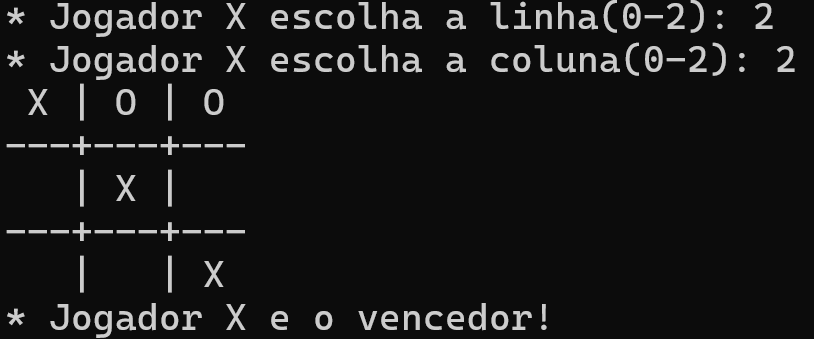 * Jogador X escolha a linha(0-2): 2
* Jogador X escolha a coluna(0-2): 2
 X | O | O
---+---+---
   | X |
---+---+---
   |   | X
* Jogador X e o vencedor!